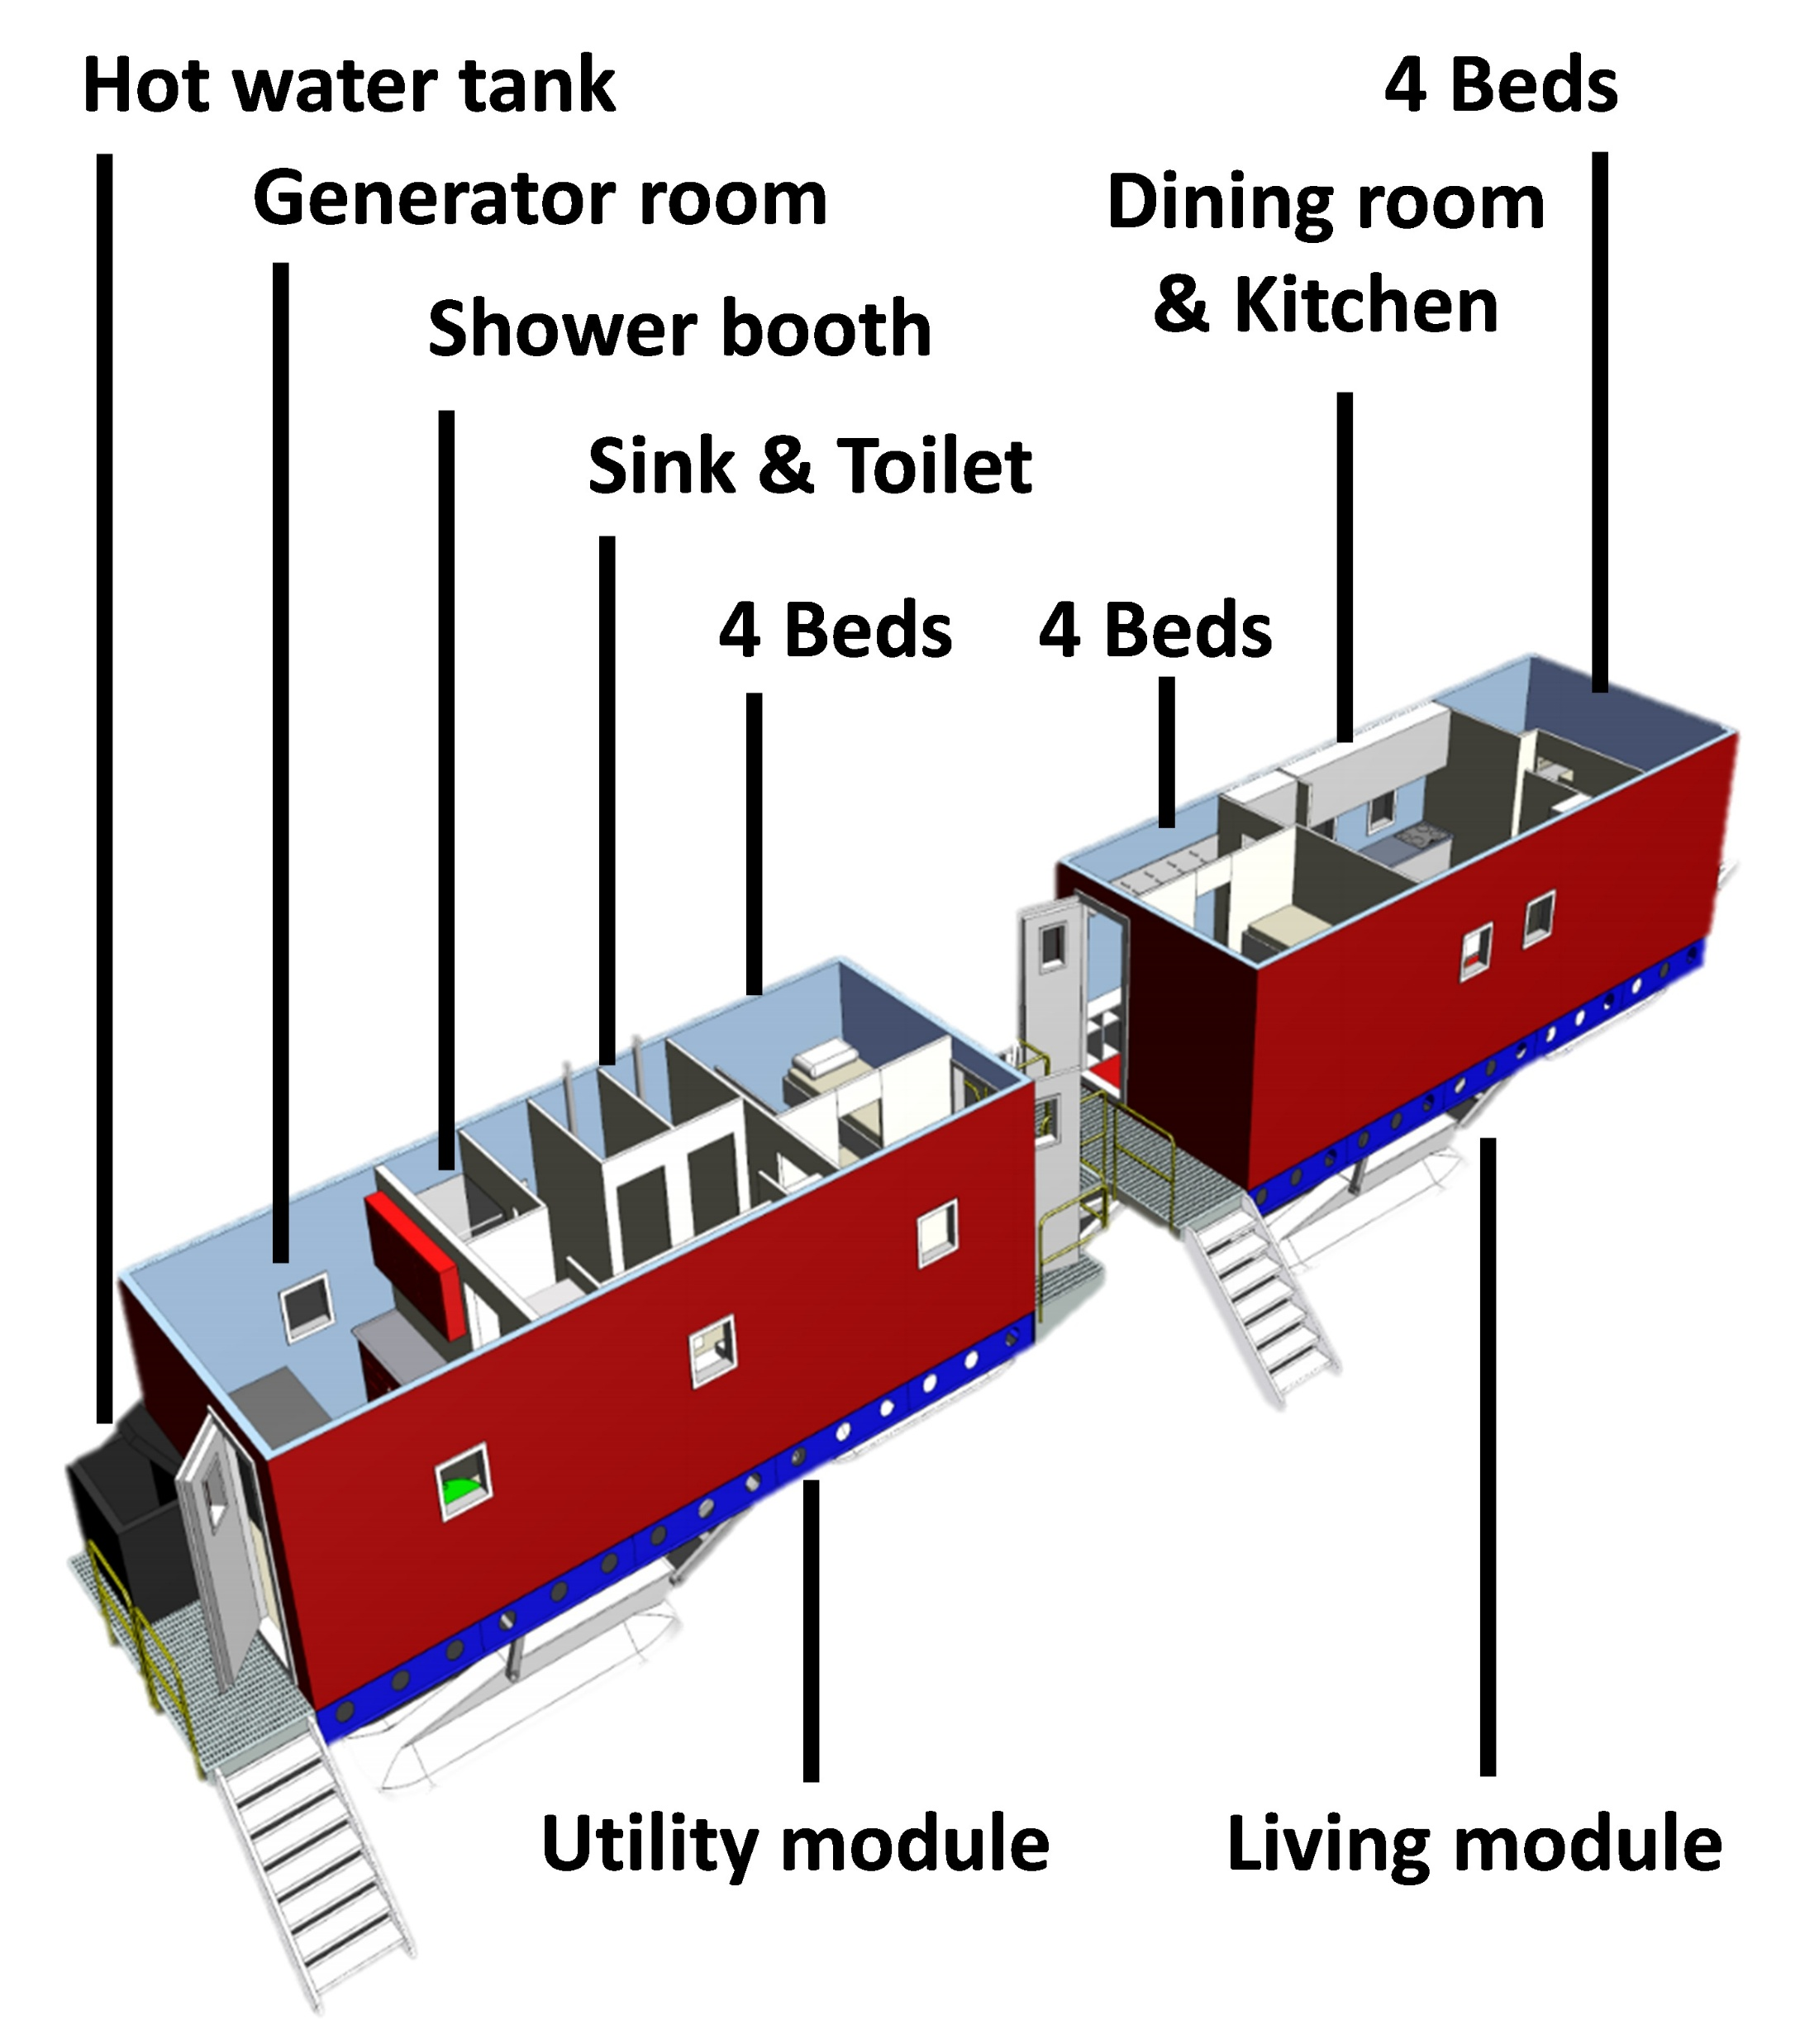 Hot water tank
4 Beds
Generator room
Dining room
& Kitchen
Shower booth
Sink & Toilet
4 Beds
4 Beds
Utility module
Living module